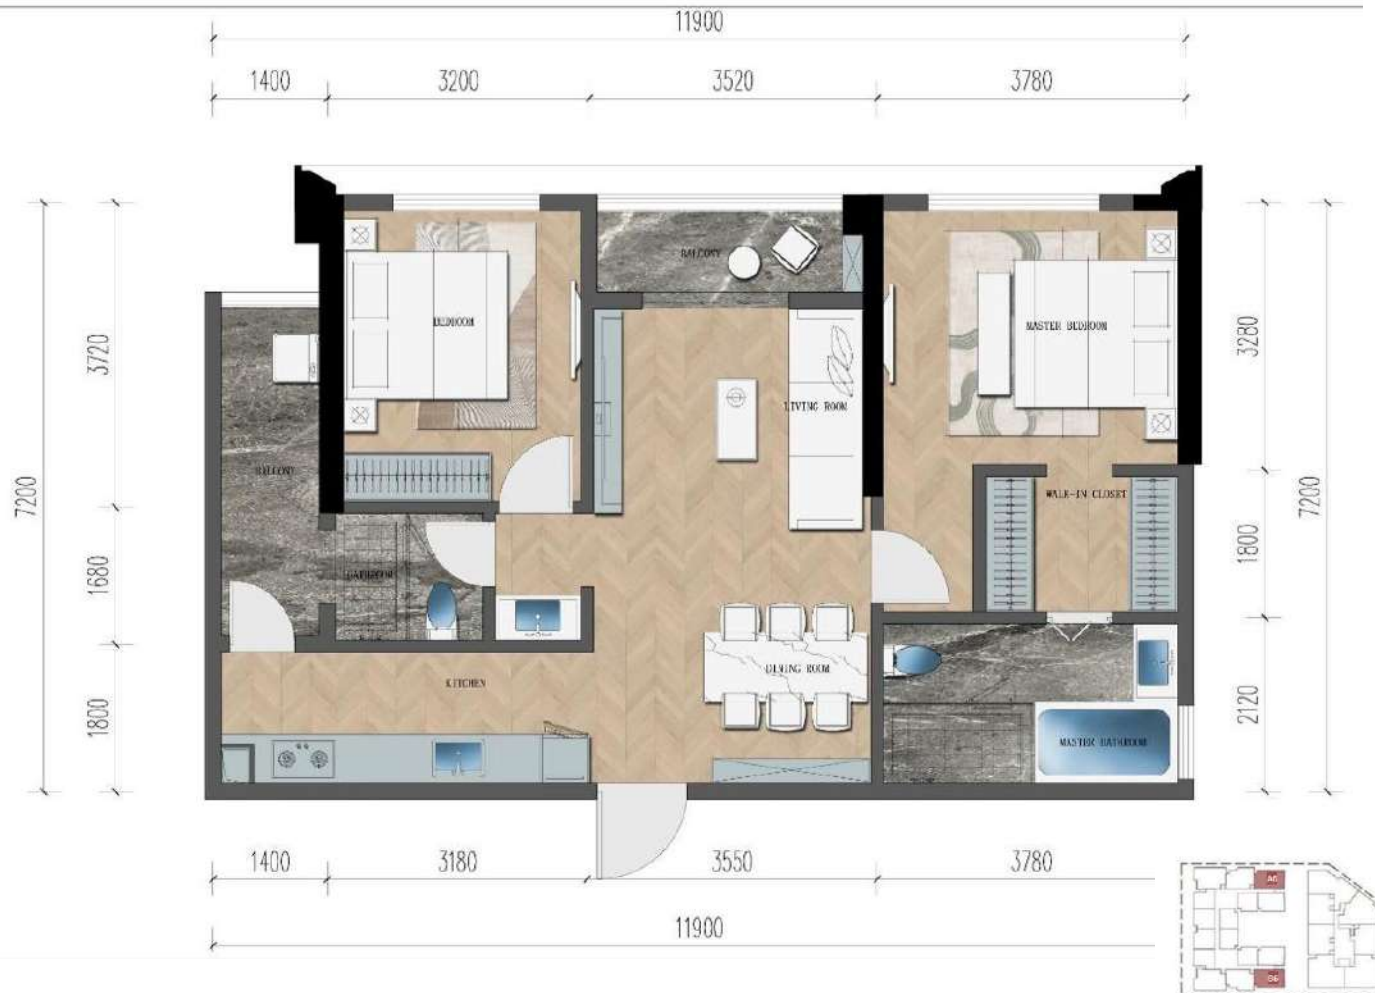 11900
1400 3200 3520 3780
BALCONY
BEDROOM
MASTER BEDROOM
3720
3280
7200
LIVING ROOM
BALCONY
WALK-IN CLOSET
7200
1680
1800
BATHROOM
DINING ROOM
KITCHEN
1800
2120
MASTER BATHROOM
1400 3180 3550 3780
11900